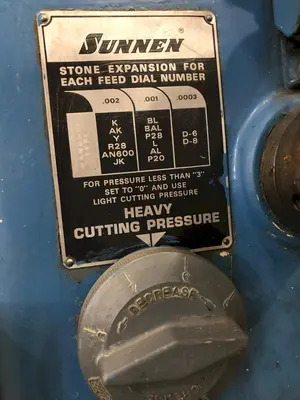 SUNNEN
STONE EXPANSION FOR
EACH FEED DIAL NUMBER
.002 .001 .0003
K BL D-6
AK BAL D-8
Y P28
R28 L
AN600 AL
JK P20
FOR PRESSURE LESS THAN "3"
SET TO "0" AND USE
LIGHT CUTTING PRESSURE
HEAVY
CUTTING PRESSURE
DECREASE